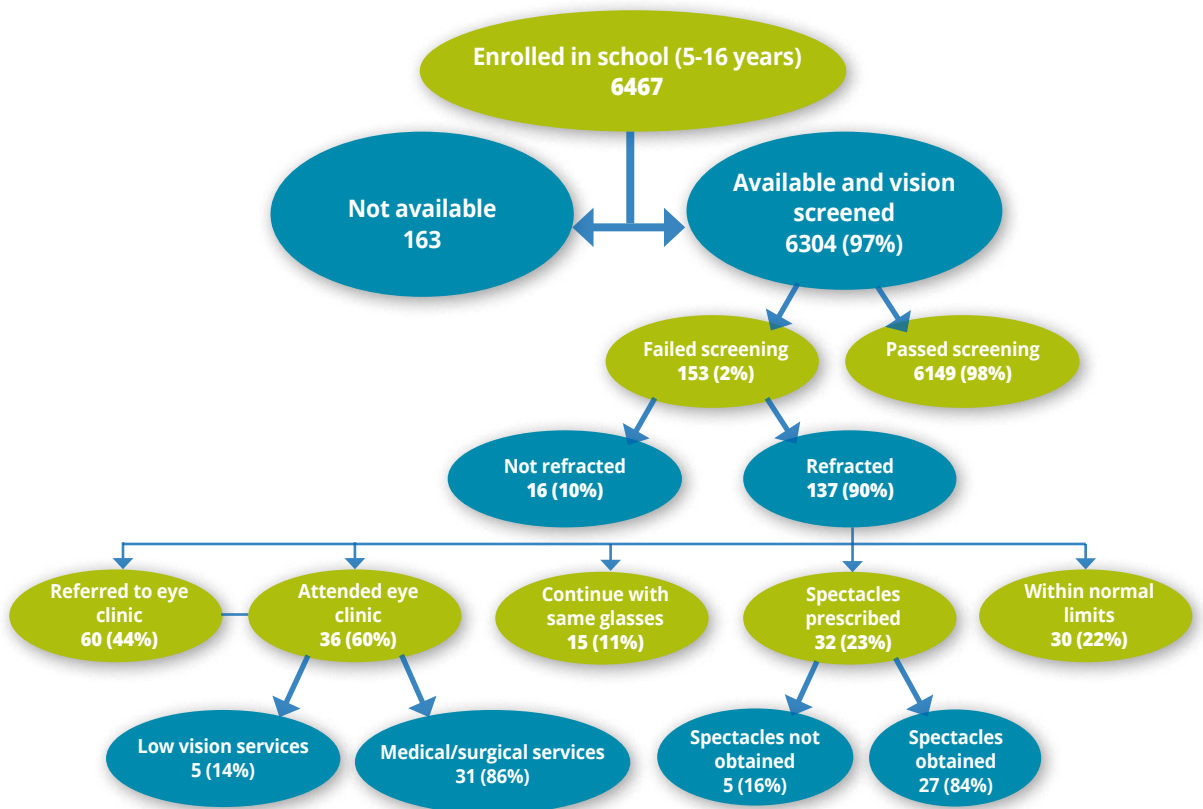 Enrolled in school (5-16 years)
6467
Not available
163
Available and vision
screened
6304 (97%)
Failed screening
153 (2%)
Passed screening
6149 (98%)
Not refracted
16 (10%)
Refracted
137 (90%)
Referred to eye
clinic
60 (44%)
Attended eye
clinic
36 (60%)
Continue with
same glasses
15 (11%)
Spectacles
prescribed
32 (23%)
Within normal
limits
30 (22%)
Low vision services
5 (14%)
Medical/surgical services
31 (86%)
Spectacles not
obtained
5 (16%)
Spectacles
obtained
27 (84%)